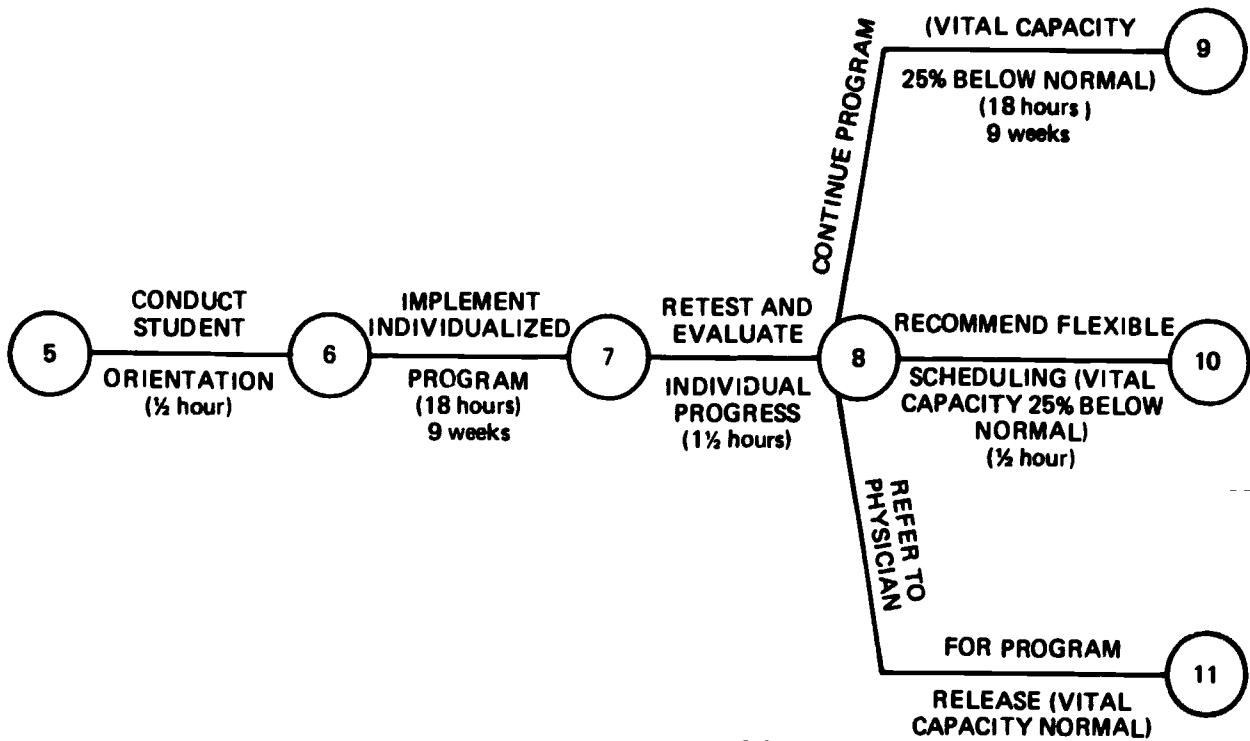 CONTINUE PROGRAM
(VITAL CAPACITY
25% BELOW NORMAL)
(18 hours)
9 weeks
9
5
CONDUCT
STUDENT
ORIENTATION
(½ hour)
6
IMPLEMENT
INDIVIDUALIZED
PROGRAM
(18 hours)
9 weeks
7
RETEST AND
EVALUATE
INDIVIDUAL
PROGRESS
(1½ hours)
8
RECOMMEND FLEXIBLE
SCHEDULING (VITAL
CAPACITY 25% BELOW
NORMAL)
(½ hour)
10
REFER TO
PHYSICIAN
FOR PROGRAM
RELEASE (VITAL
CAPACITY NORMAL)
11